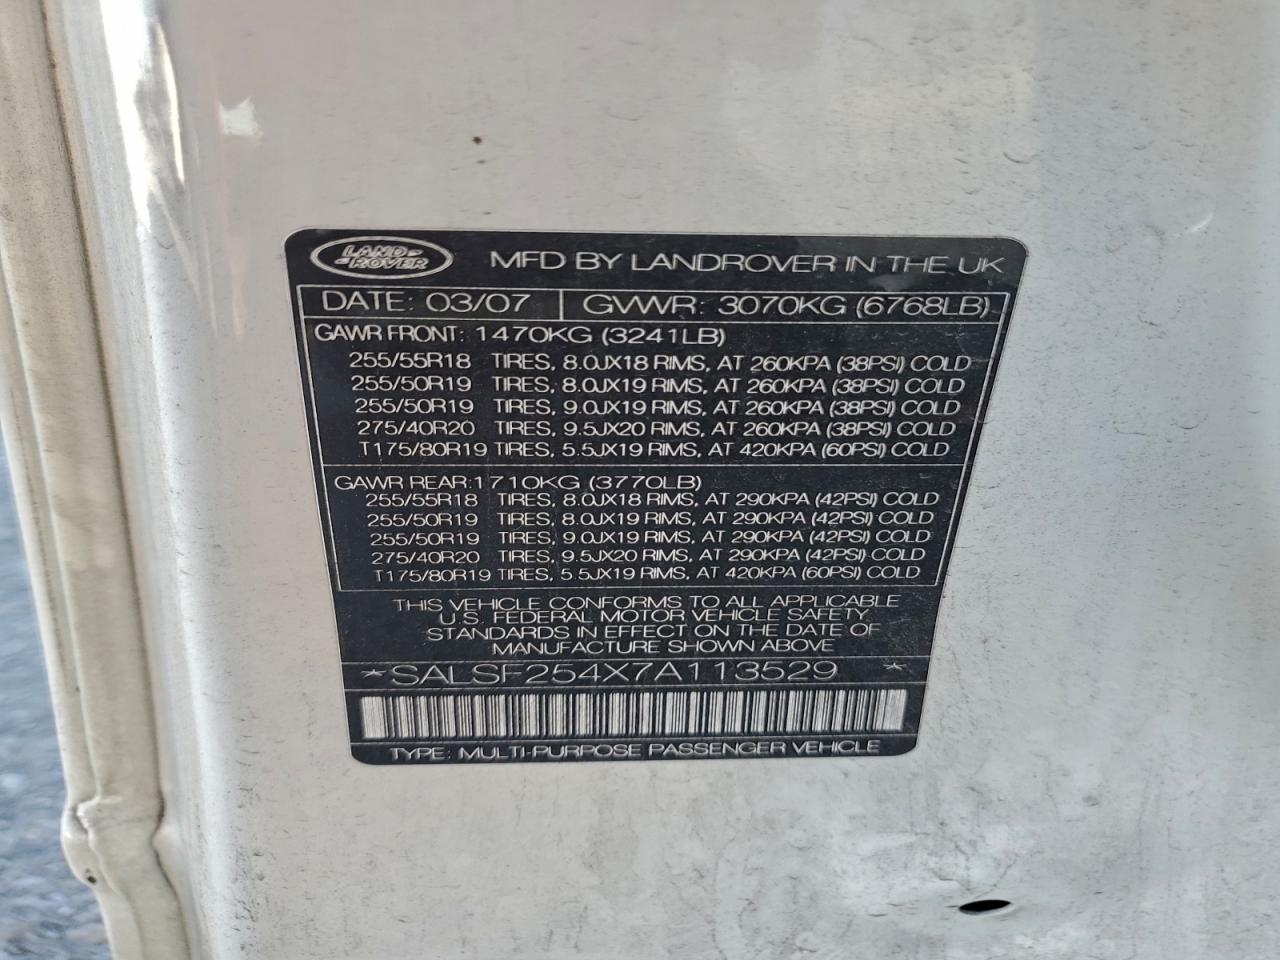 LAND ROVER
MFD BY LANDROVER IN THE UK
DATE: 03/07 GVWR: 3070KG (6768LB)
GAWR FRONT: 1470KG (3241LB)
255/55R18 TIRES, 8.0JX18 RIMS, AT 260KPA (38PSI) COLD
255/50R19 TIRES, 8.0JX19 RIMS, AT 260KPA (38PSI) COLD
255/50R19 TIRES, 9.0JX19 RIMS, AT 260KPA (38PSI) COLD
275/40R20 TIRES, 9.5JX20 RIMS, AT 260KPA (38PSI) COLD
T175/80R19 TIRES, 5.5JX19 RIMS, AT 420KPA (60PSI) COLD
GAWR REAR: 1710KG (3770LB)
255/55R18 TIRES, 8.0JX18 RIMS, AT 290KPA (42PSI) COLD
255/50R19 TIRES, 8.0JX19 RIMS, AT 290KPA (42PSI) COLD
255/50R19 TIRES, 9.0JX19 RIMS, AT 290KPA (42PSI) COLD
275/40R20 TIRES, 9.5JX20 RIMS, AT 290KPA (42PSI) COLD
T175/80R19 TIRES, 5.5JX19 RIMS, AT 420KPA (60PSI) COLD
THIS VEHICLE CONFORMS TO ALL APPLICABLE
U.S. FEDERAL MOTOR VEHICLE SAFETY
STANDARDS IN EFFECT ON THE DATE OF
MANUFACTURE SHOWN ABOVE
*SALSF254X7A113529 *
TYPE: MULTI-PURPOSE PASSENGER VEHICLE